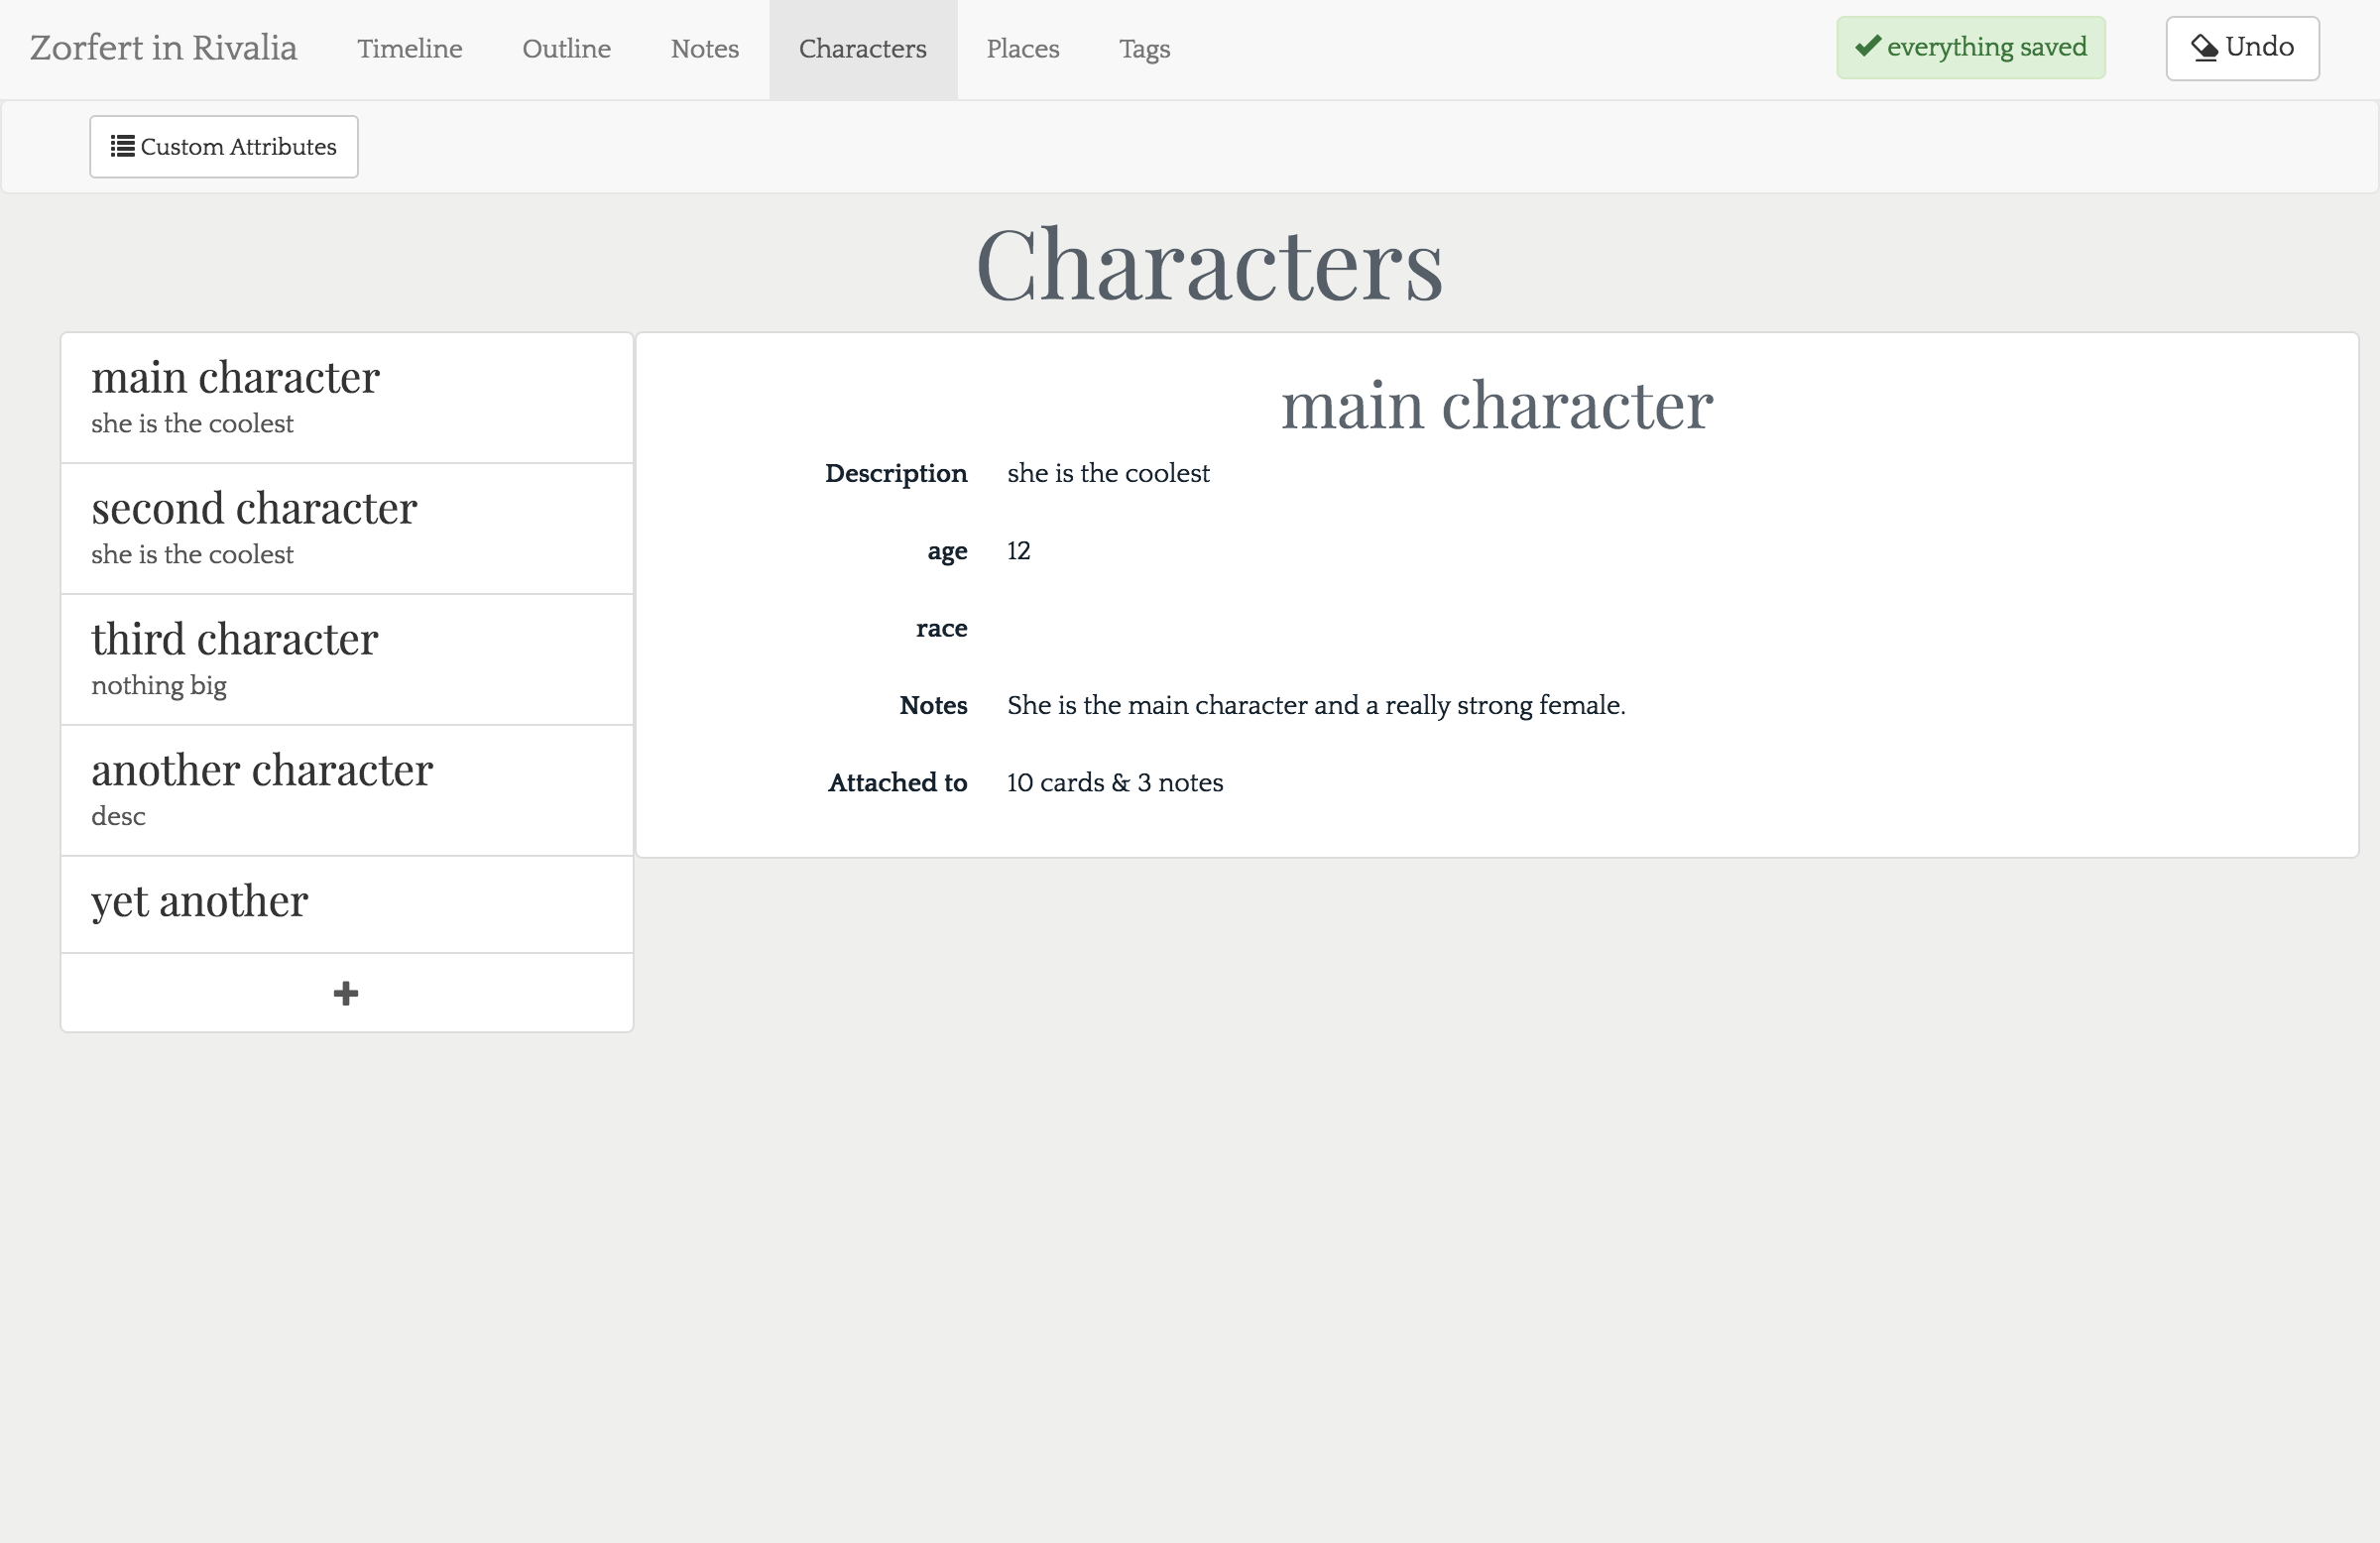 Zorfert in Rivalia Timeline Outline Notes Characters Places Tags everything saved Undo
Custom Attributes
Characters
main character
she is the coolest
second character
she is the coolest
third character
nothing big
another character
desc
yet another
main character
Description she is the coolest
age 12
race
Notes She is the main character and a really strong female.
Attached to 10 cards & 3 notes